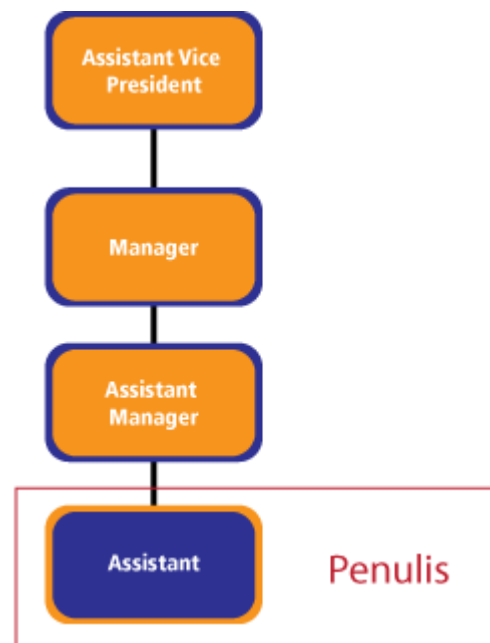 Assistant Vice
President
Manager
Assistant
Manager
Assistant
Penulis